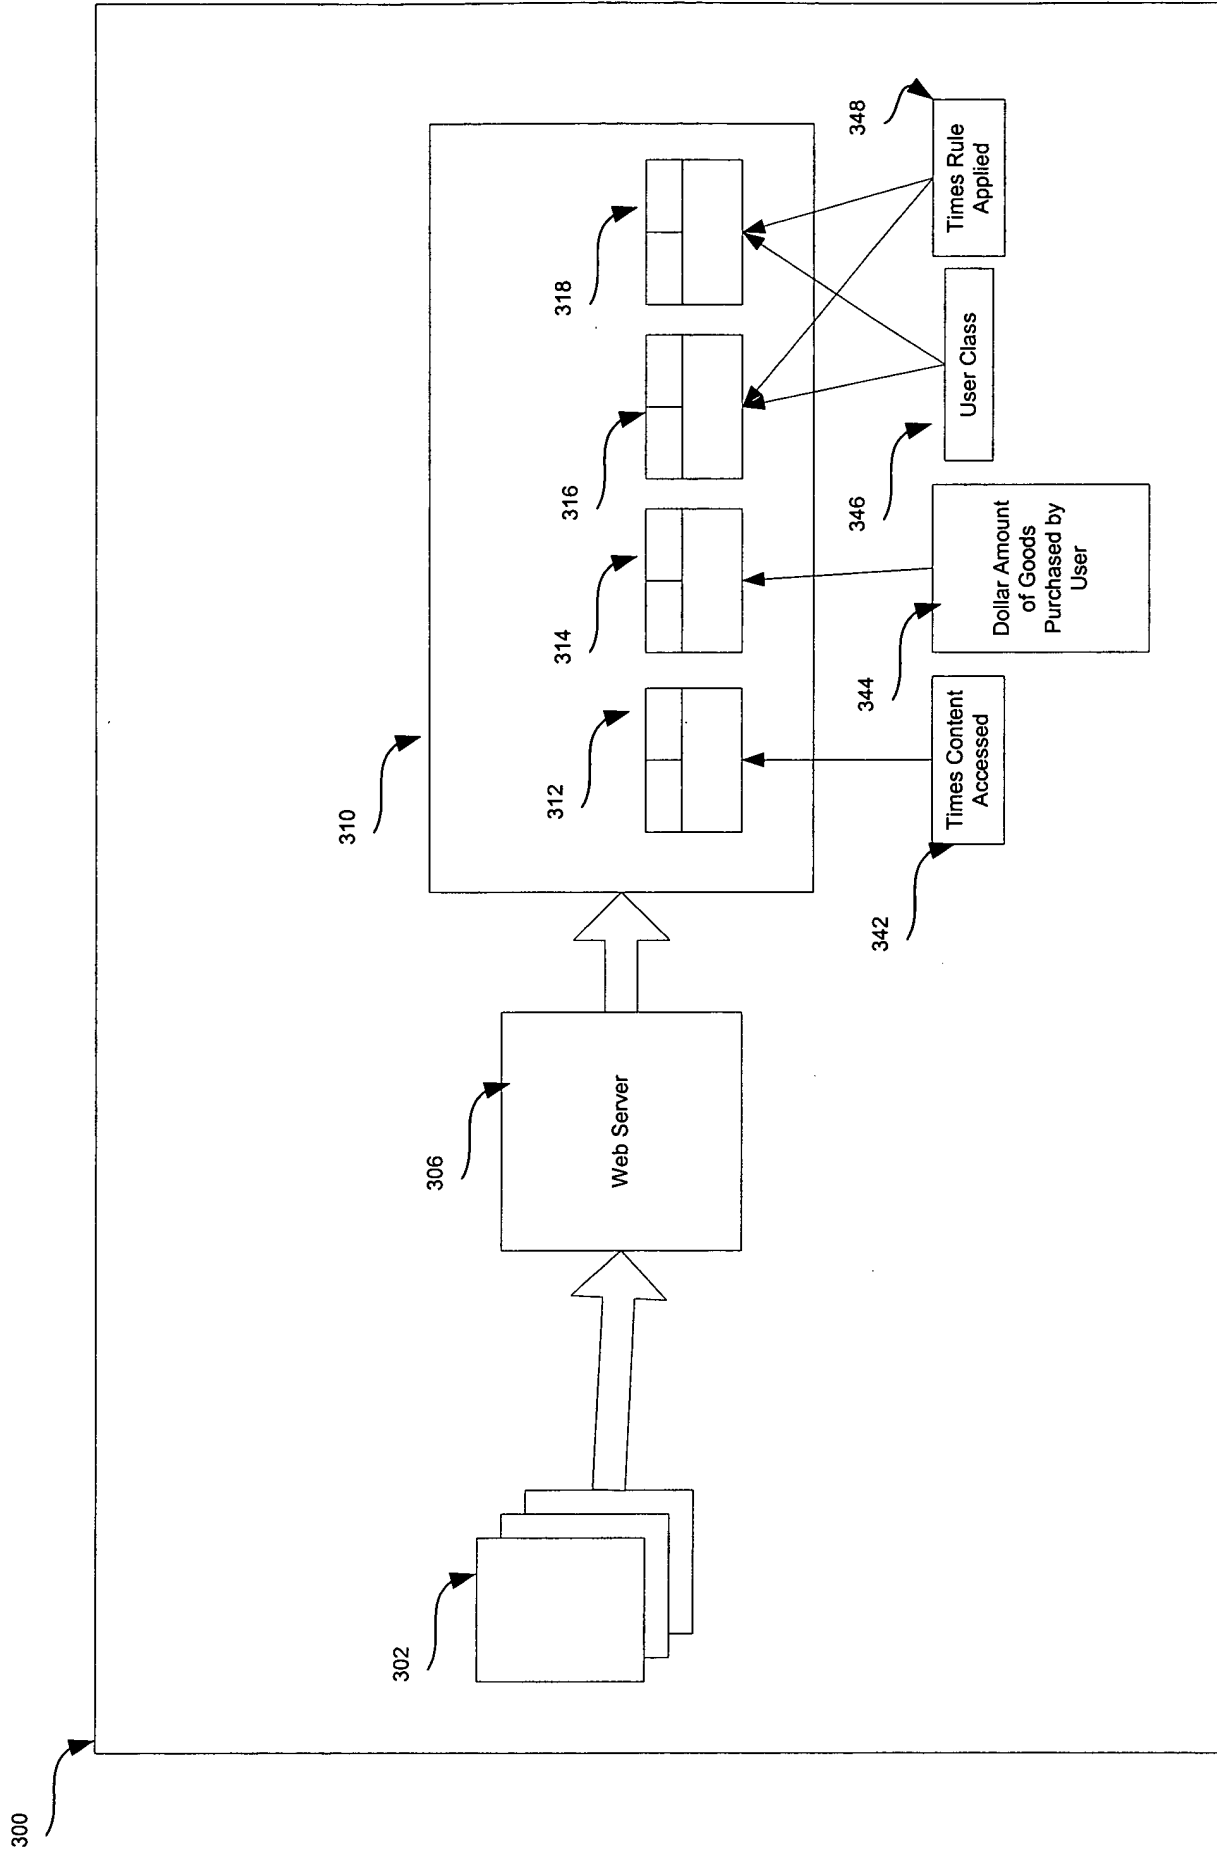 300
302
306
Web Server
310
312
314
316
318
342
Times Content
Accessed
344
Dollar Amount
of Goods
Purchased by
User
346
User Class
348
Times Rule
Applied